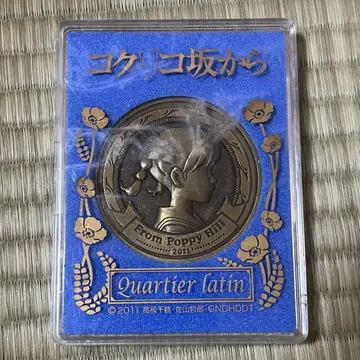 コクリコ坂から
From Poppy Hill
2011
Quartier latin
©2011 高橋千鶴・佐山哲郎・GNDHDDT